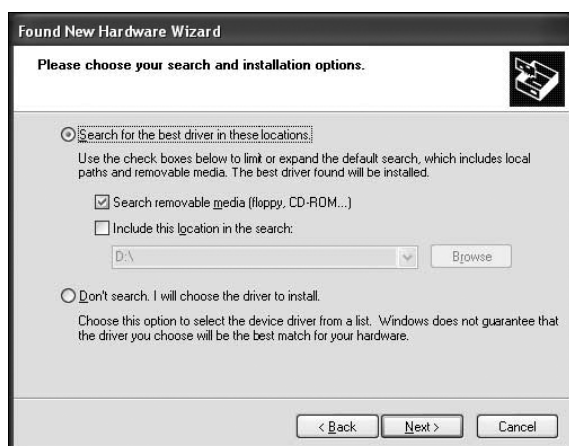 Found New Hardware Wizard
Please choose your search and installation options.
Search for the best driver in these locations.
Use the check boxes below to limit or expand the default search, which includes local
paths and removable media. The best driver found will be installed.
Search removable media (floppy, CD-ROM...)
Include this location in the search:
D:\
Browse
Don't search. I will choose the driver to install.
Choose this option to select the device driver from a list. Windows does not guarantee that
the driver you choose will be the best match for your hardware.
< Back
Next >
Cancel